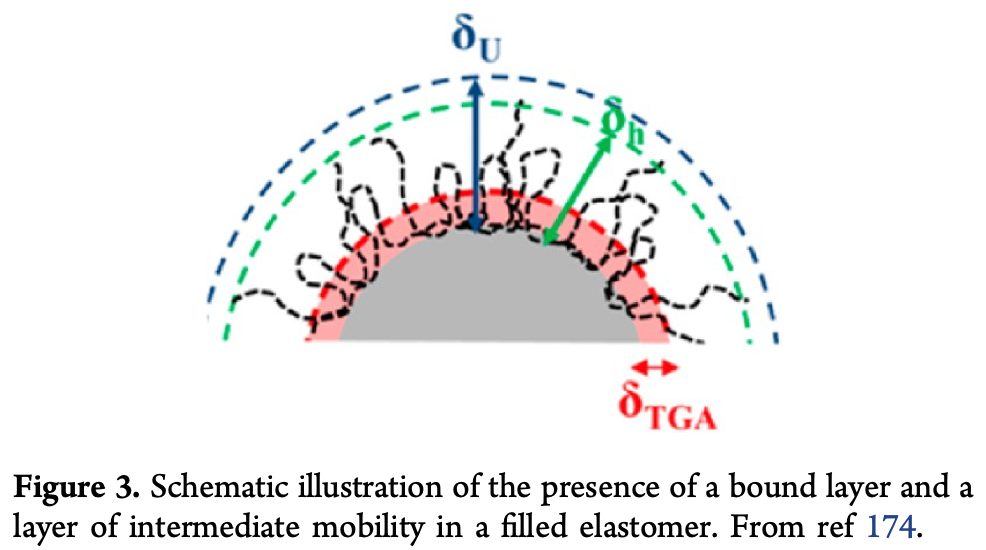 δU
δh
δTGA
Figure 3. Schematic illustration of the presence of a bound layer and a
layer of intermediate mobility in a filled elastomer. From ref 174.